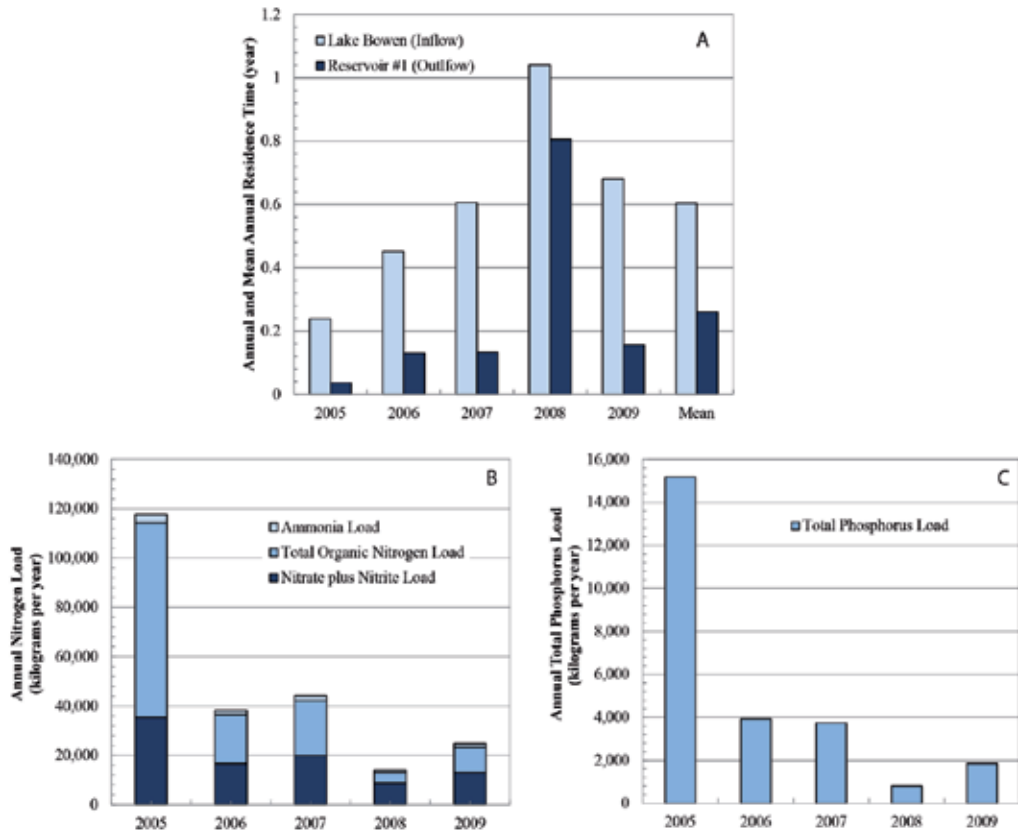 A
Lake Bowen (Inflow)
Reservoir #1 (Outlfow)
Annual and Mean Annual Residence Time (year)
1.2
1
0.8
0.6
0.4
0.2
0
2005 2006 2007 2008 2009 Mean
B
Ammonia Load
Total Organic Nitrogen Load
Nitrate plus Nitrite Load
Annual Nitrogen Load
(kilograms per year)
140,000
120,000
100,000
80,000
60,000
40,000
20,000
0
2005 2006 2007 2008 2009
C
Total Phosphorus Load
Annual Total Phosphorus Load
(kilograms per year)
16,000
14,000
12,000
10,000
8,000
6,000
4,000
2,000
0
2005 2006 2007 2008 2009